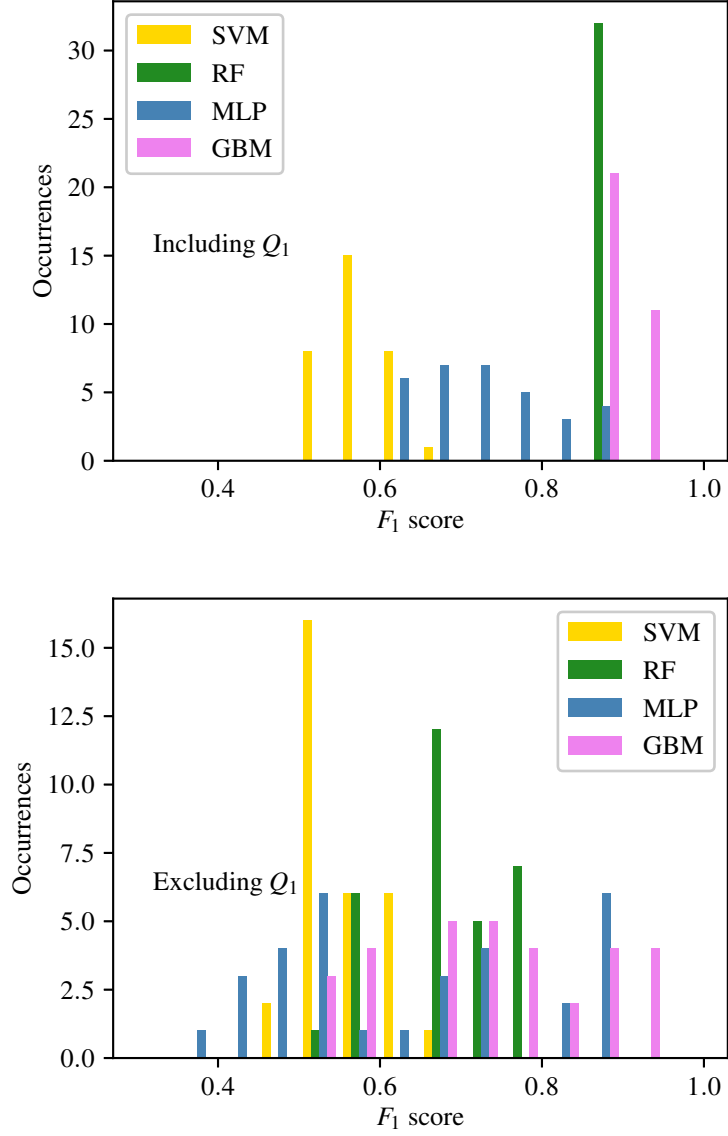 SVM
RF
MLP
GBM
Including Q1
Occurrences
30
25
20
15
10
5
0
0.4 0.6 0.8 1.0
F1 score
SVM
RF
MLP
GBM
Excluding Q1
Occurrences
15.0
12.5
10.0
7.5
5.0
2.5
0.0
0.4 0.6 0.8 1.0
F1 score